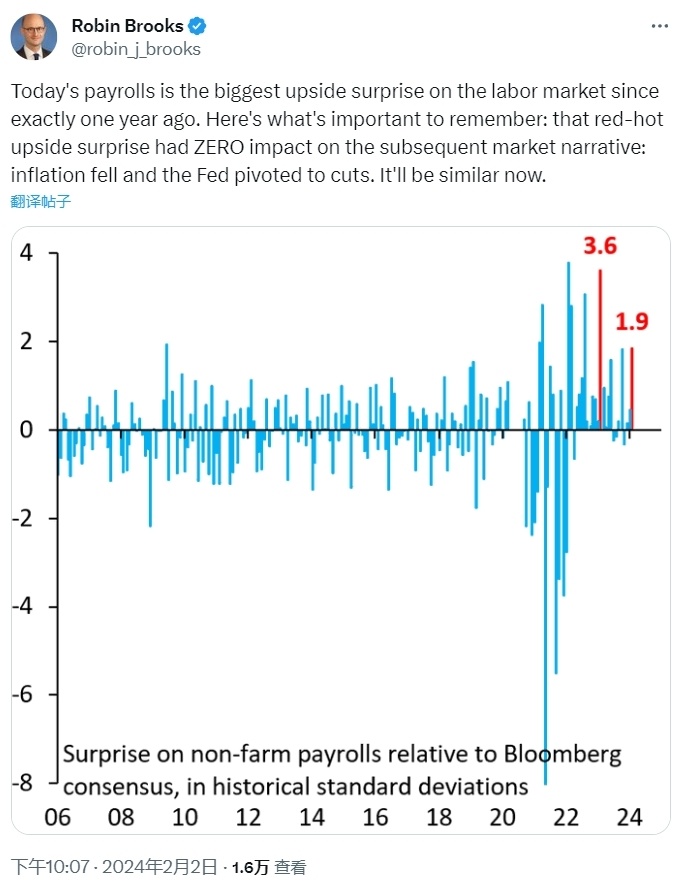 Robin Brooks
@robin_j_brooks
Today's payrolls is the biggest upside surprise on the labor market since
exactly one year ago. Here's what's important to remember: that red-hot
upside surprise had ZERO impact on the subsequent market narrative:
inflation fell and the Fed pivoted to cuts. It'll be similar now.
翻译帖子
4
3.6
1.9
2
0
-2
-4
-6
Surprise on non-farm payrolls relative to Bloomberg
-8
consensus, in historical standard deviations
06 08 10 12 14 16 18 20 22 24
下午10:07 · 2024年2月2日 · 1.6万 查看